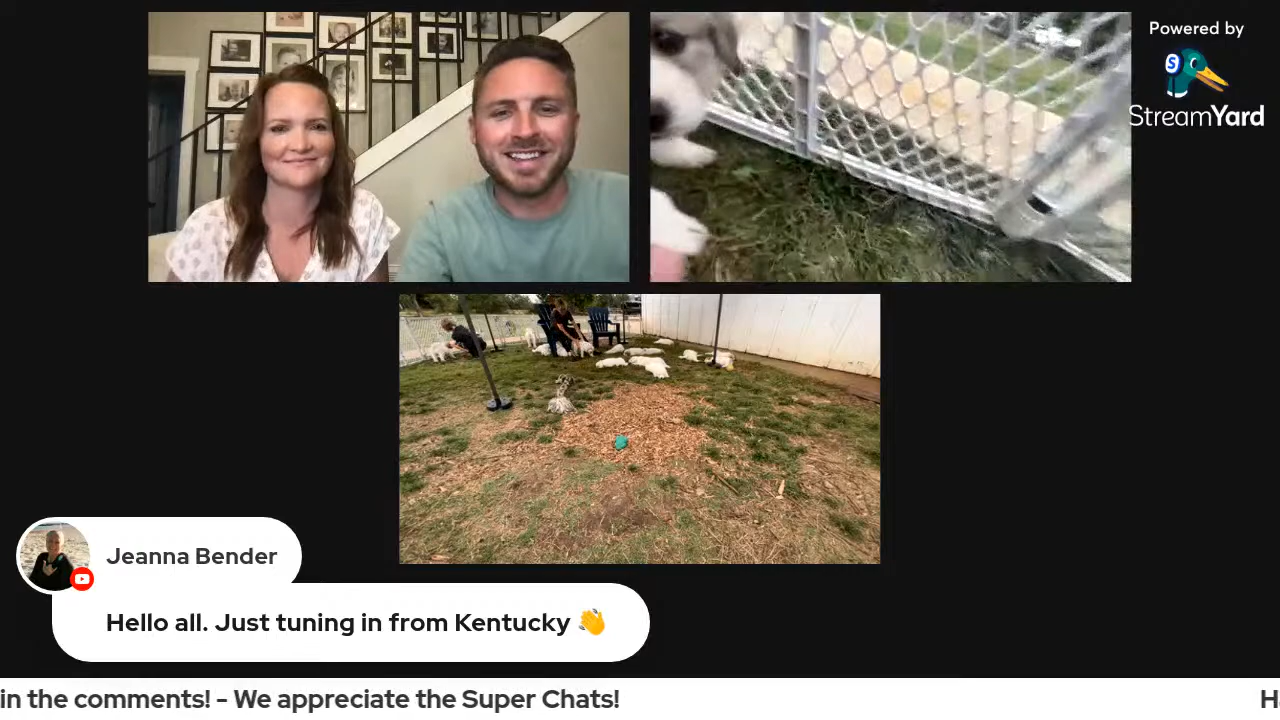 Powered by
StreamYard
Jeanna Bender
Hello all. Just tuning in from Kentucky 👋
in the comments! - We appreciate the Super Chats!
H